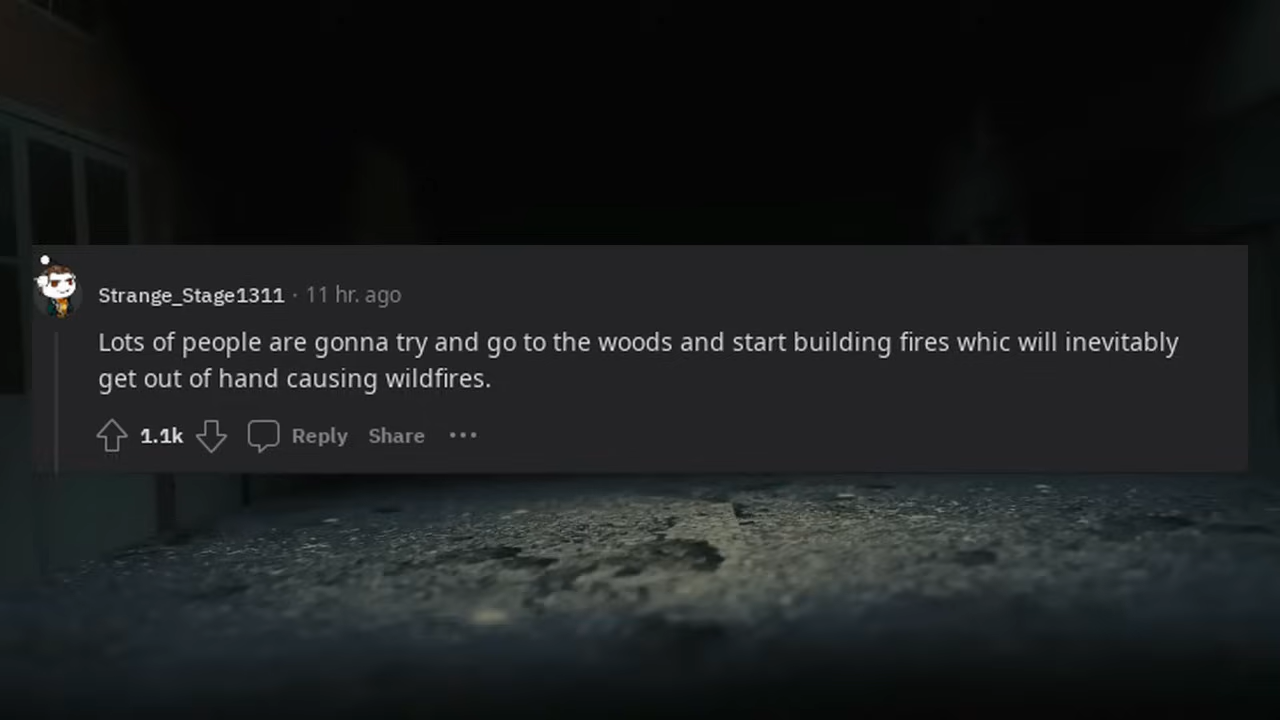 Strange_Stage1311 · 11 hr. ago
Lots of people are gonna try and go to the woods and start building fires whic will inevitably
get out of hand causing wildfires.
1.1k Reply Share ···